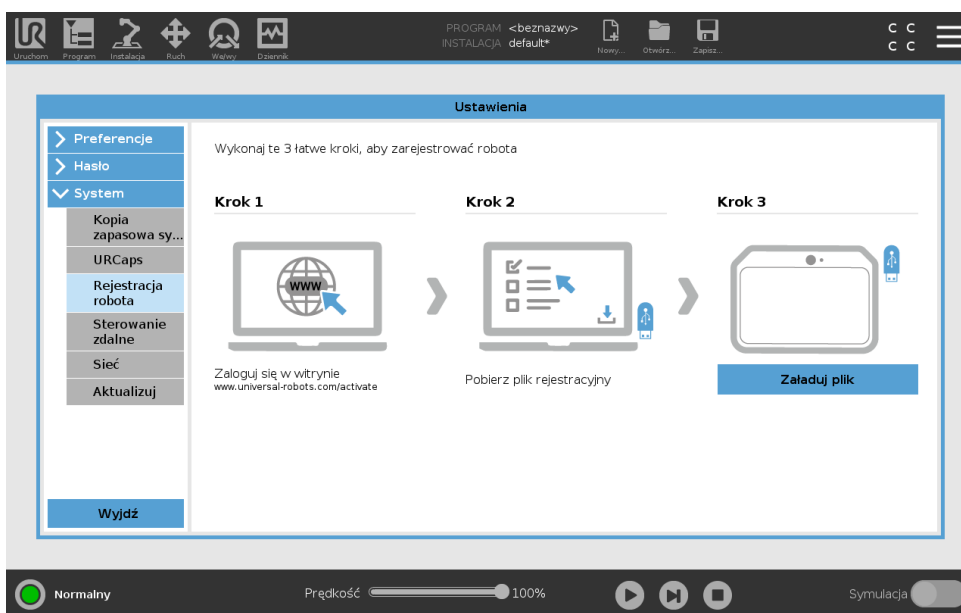 UR
Uruchom
Program
Instalacja
Ruch
We/wy
Dziennik
PROGRAM <beznazwy>
INSTALACJA default*
Nowy...
Otwórz...
Zapisz...
C C
C C
Ustawienia
Preferencje
Hasło
System
Kopia
zapasowa sy...
URCaps
Rejestracja
robota
Sterowanie
zdalne
Sieć
Aktualizuj
Wyjdź
Wykonaj te 3 łatwe kroki, aby zarejestrować robota
Krok 1
www
Zaloguj się w witrynie
www.universal-robots.com/activate
Krok 2
Pobierz plik rejestracyjny
Krok 3
Załaduj plik
Normalny
Prędkość
100%
Symulacja